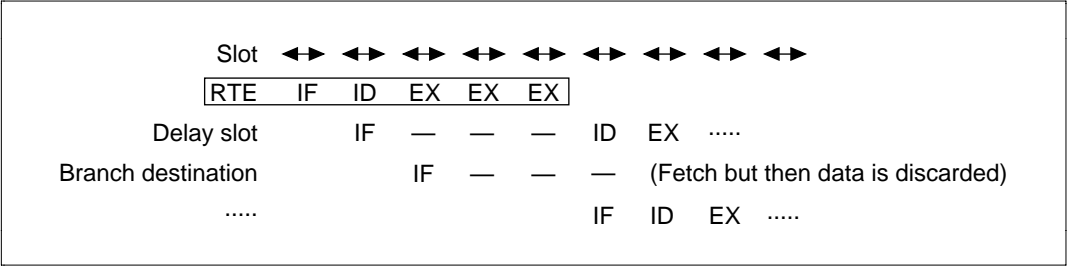 Slot
RTE IF ID EX EX EX
Delay slot IF — — — ID EX .....
Branch destination IF — — — (Fetch but then data is discarded)
..... IF ID EX .....